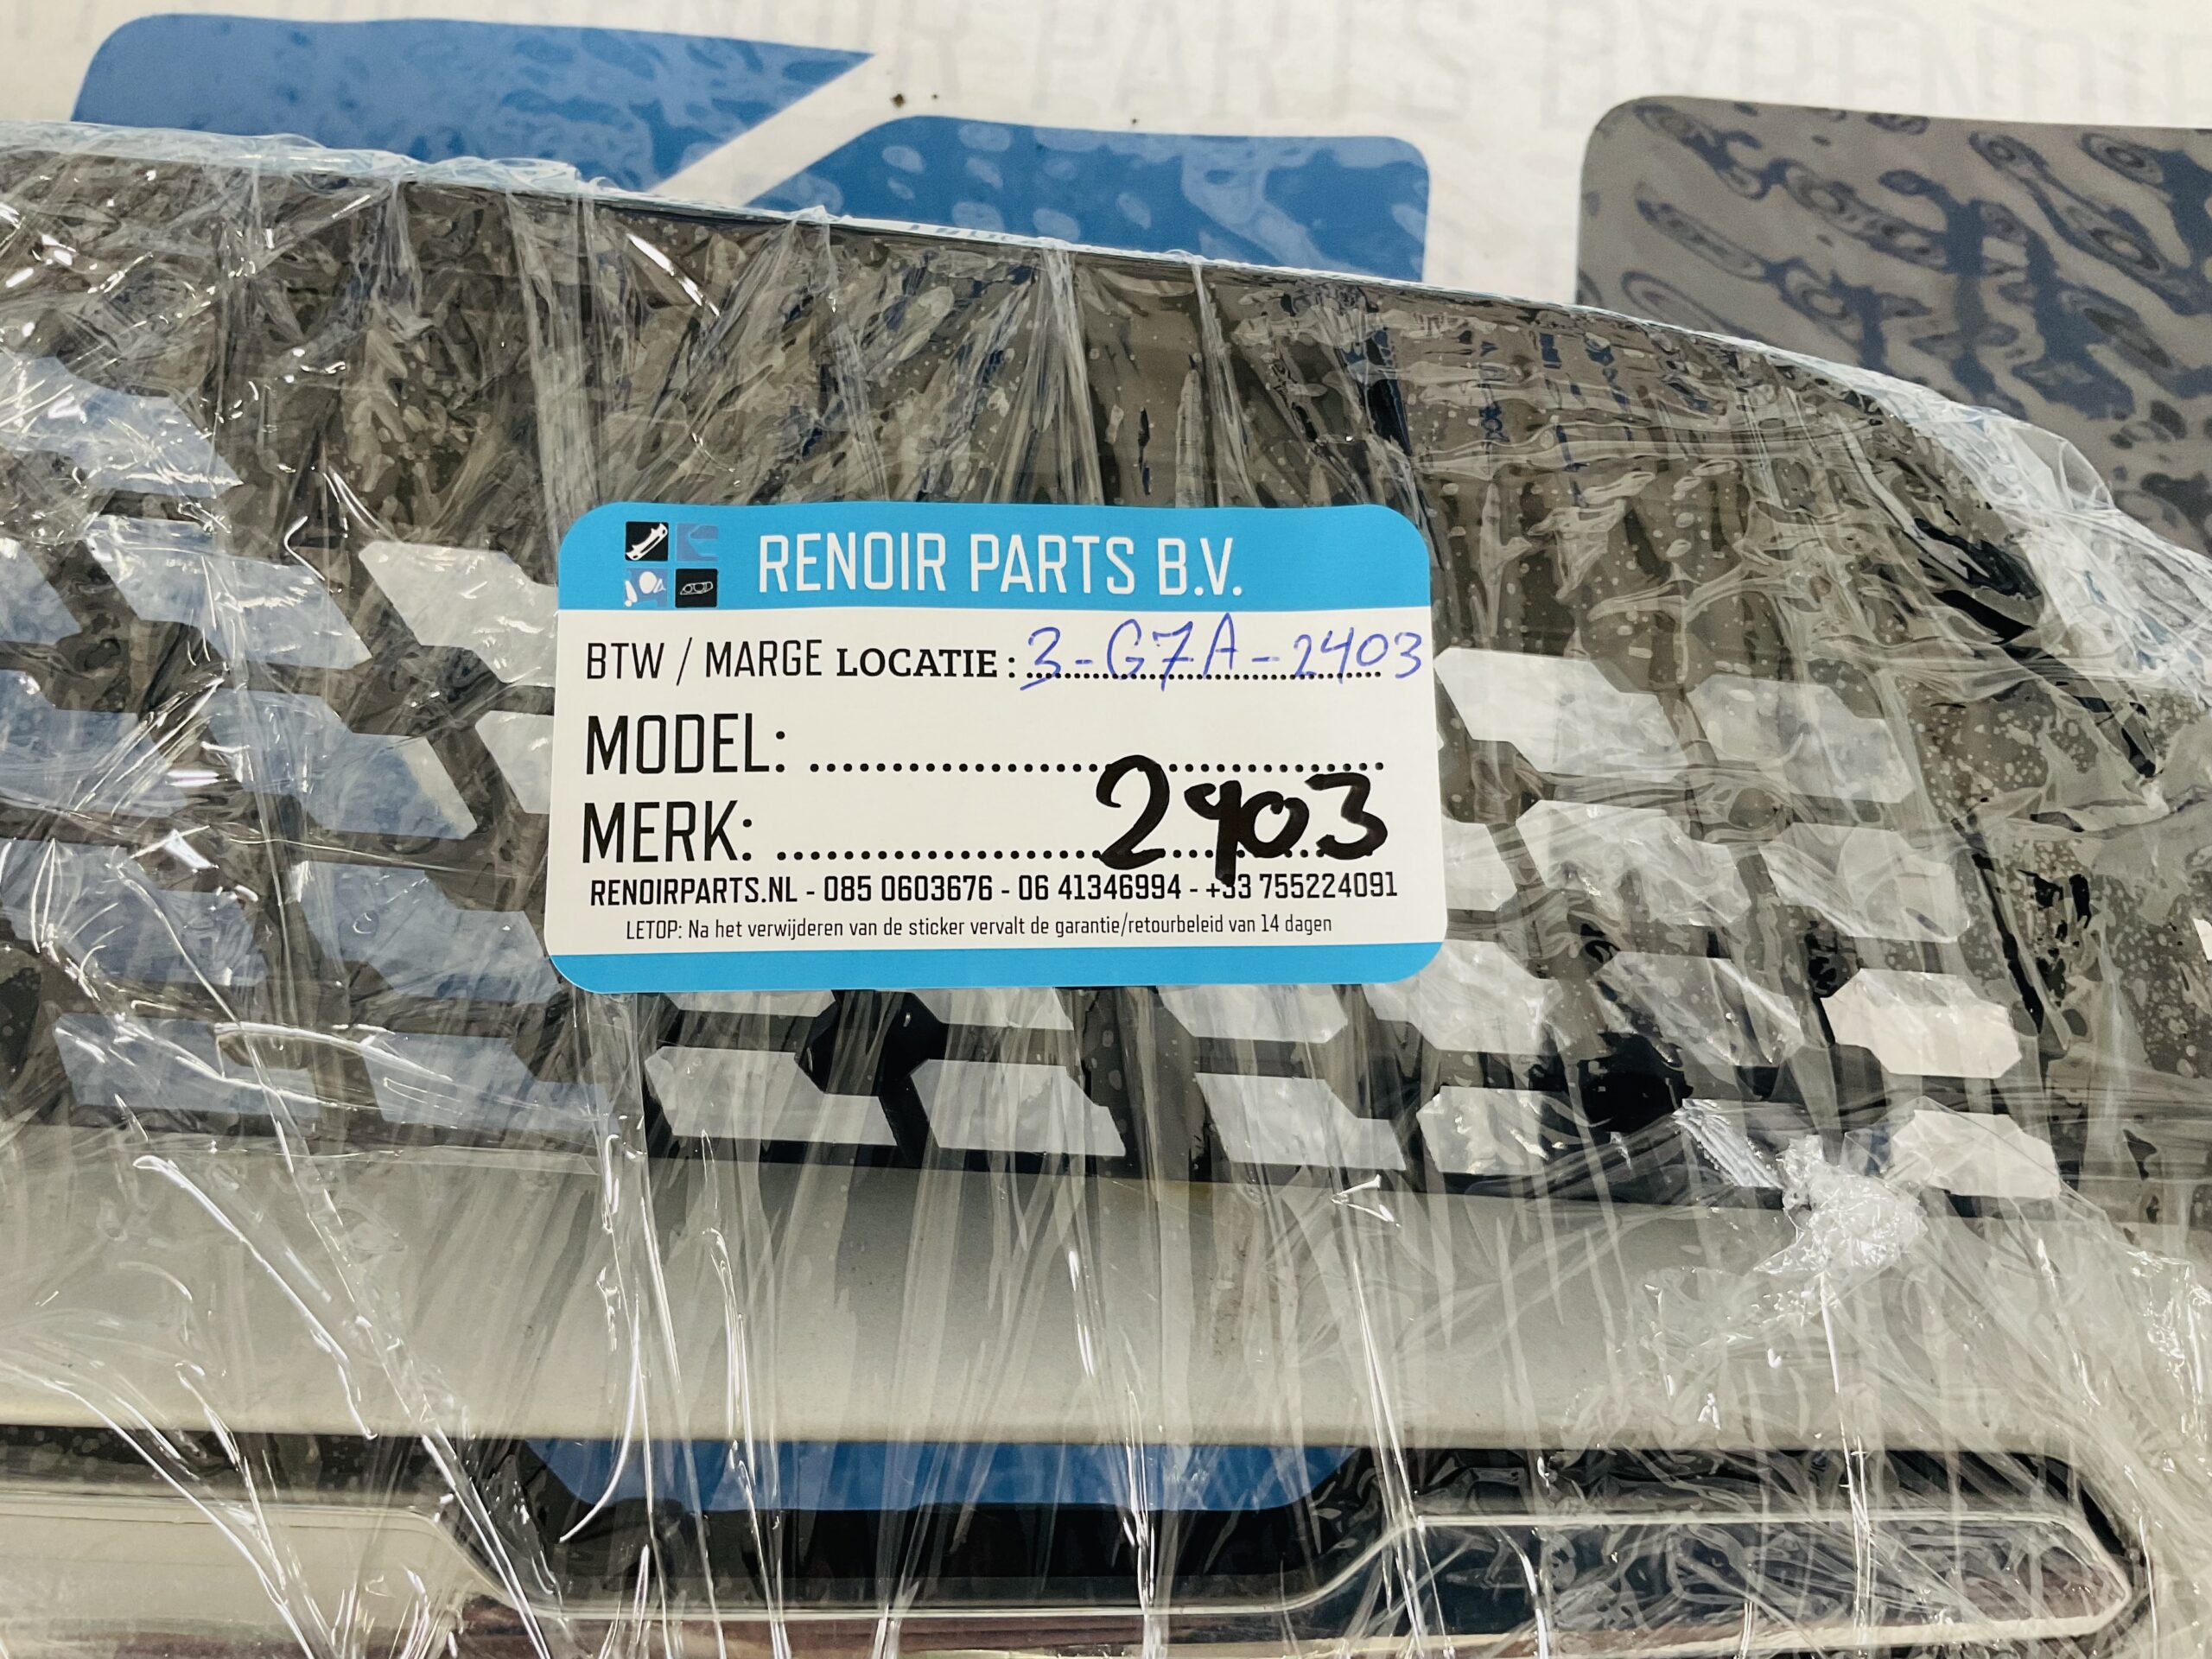 RENOIR PARTS B.V.
BTW / MARGE LOCATIE : 3-G7A-2403
MODEL:
MERK: 2403
RENOIRPARTS.NL - 085 0603676 - 06 41346994 - +33 755224091
LETOP: Na het verwijderen van de sticker vervalt de garantie/retourbeleid van 14 dagen